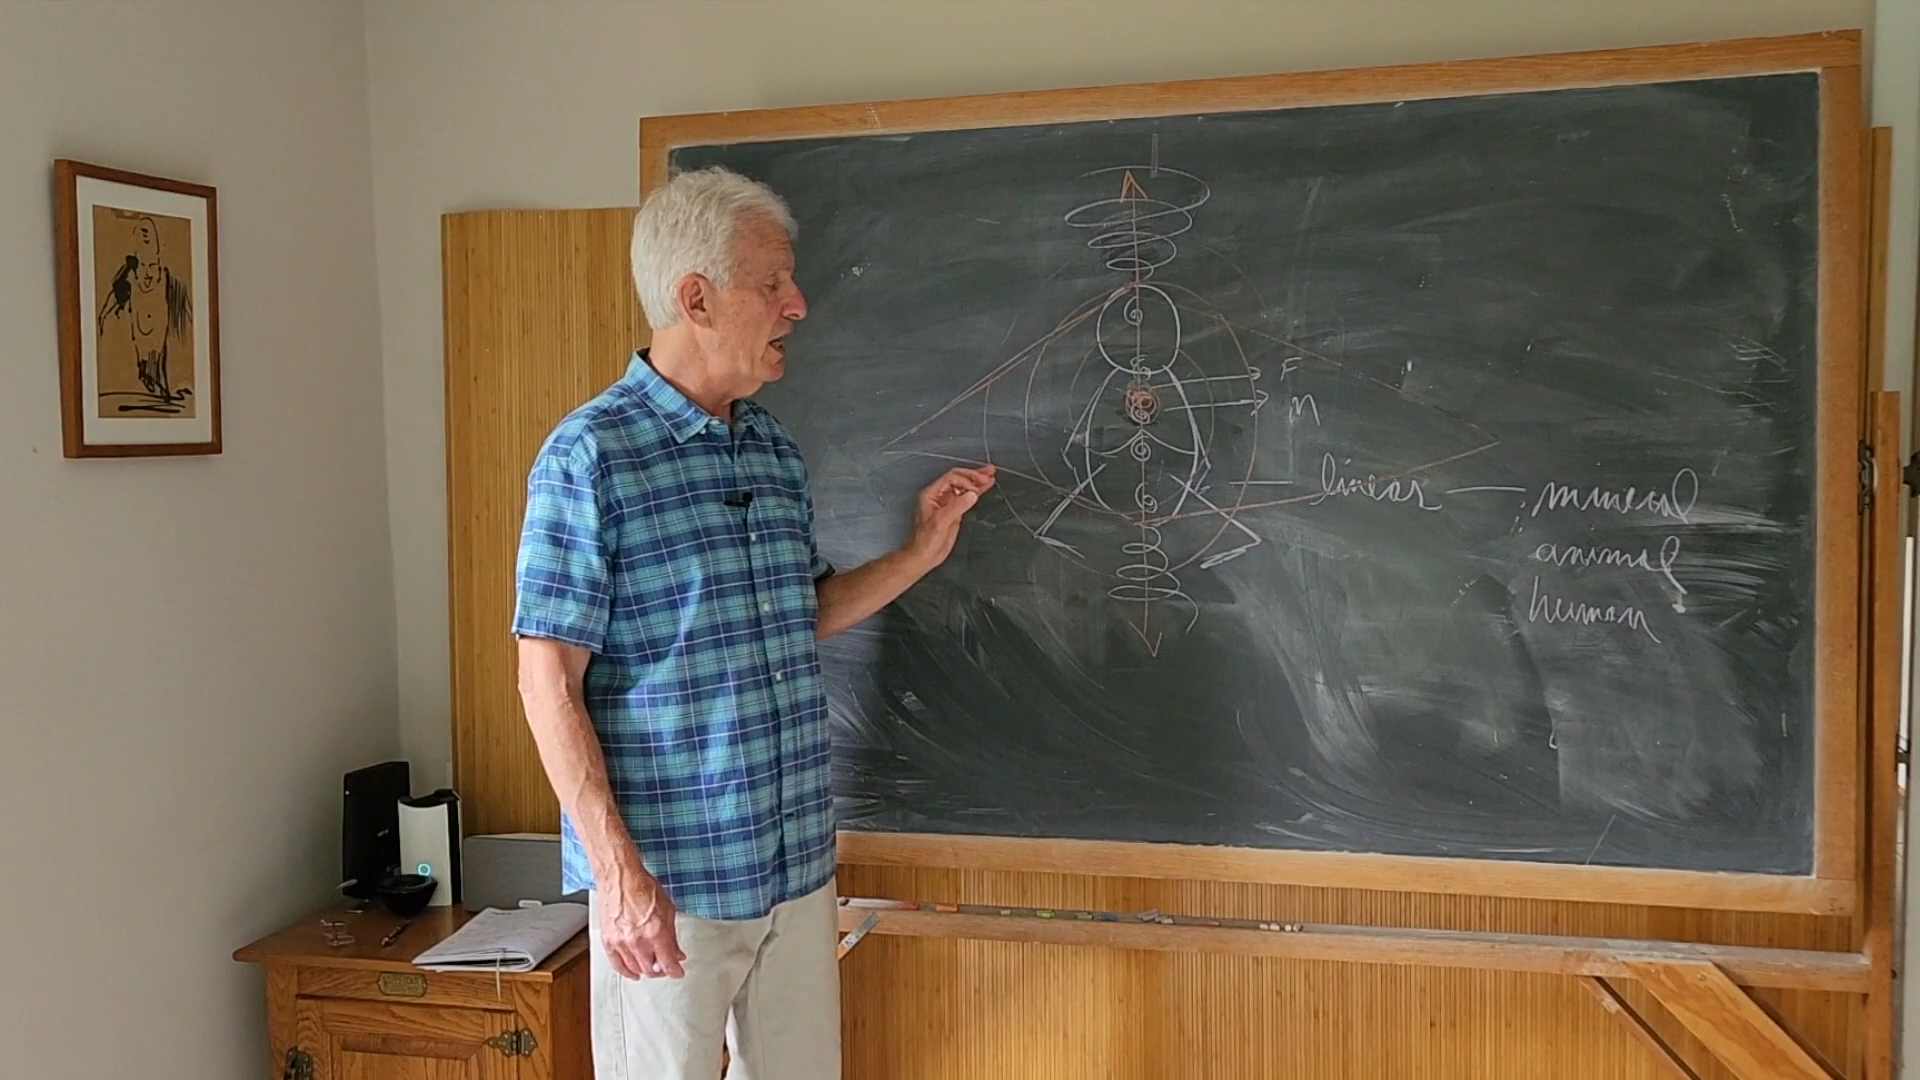 F
M
linear — mineral
animal
human